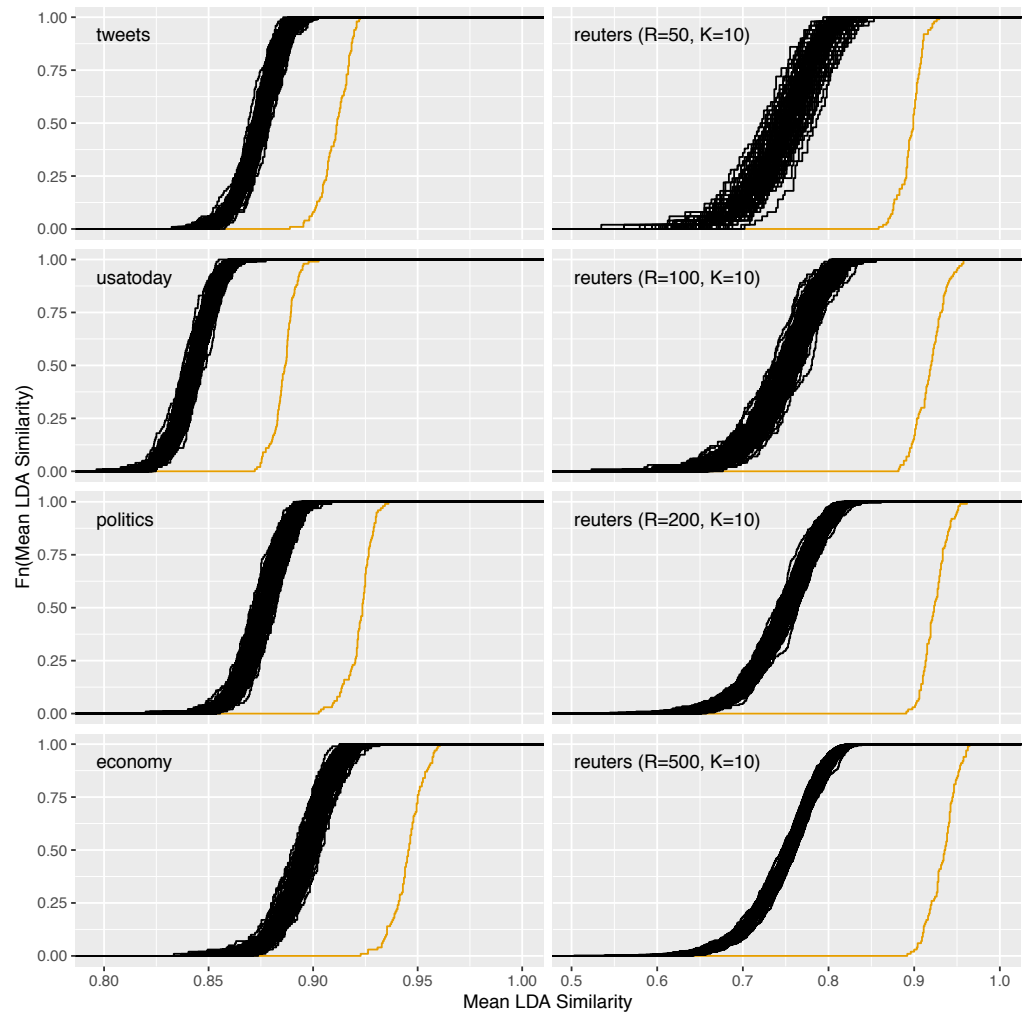 Fn(Mean LDA Similarity)
1.00
0.75
0.50
0.25
0.00
tweets
reuters (R=50, K=10)
1.00
0.75
0.50
0.25
0.00
usatoday
reuters (R=100, K=10)
1.00
0.75
0.50
0.25
0.00
politics
reuters (R=200, K=10)
1.00
0.75
0.50
0.25
0.00
economy
reuters (R=500, K=10)
0.80 0.85 0.90 0.95 1.00
0.5 0.6 0.7 0.8 0.9 1.0
Mean LDA Similarity